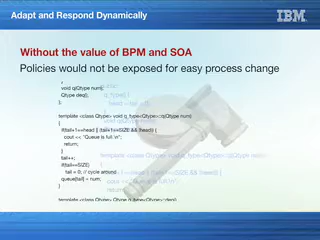 Adapt and Respond Dynamically
IBM
Without the value of BPM and SOA
Policies would not be exposed for easy process change
void q(Qtype num);
Qtype deq();
};
template <class Qtype> void q_type<Qtype>::q(Qtype num)
{
if(tail+1==head || (tail+1==SIZE && !head)) {
cout << "Queue is full.\n";
return;
}
tail++;
if(tail==SIZE)
tail = 0; // cycle around
queue[tail] = num;
}